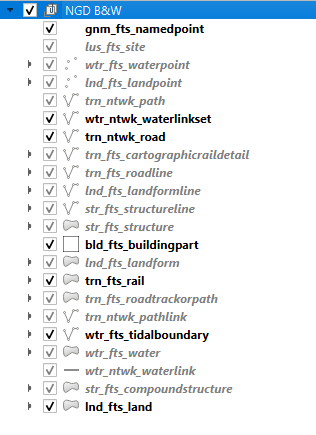 NGD B&W
gnm_fts_namedpoint
lus_fts_site
wtr_fts_waterpoint
lnd_fts_landpoint
trn_ntwk_path
wtr_ntwk_waterlinkset
trn_ntwk_road
trn_fts_cartographicraildetail
trn_fts_roadline
lnd_fts_landformline
str_fts_structureline
str_fts_structure
bld_fts_buildingpart
lnd_fts_landform
trn_fts_rail
trn_fts_roadtrackorpath
trn_ntwk_pathlink
wtr_fts_tidalboundary
wtr_fts_water
wtr_ntwk_waterlink
str_fts_compoundstructure
lnd_fts_land